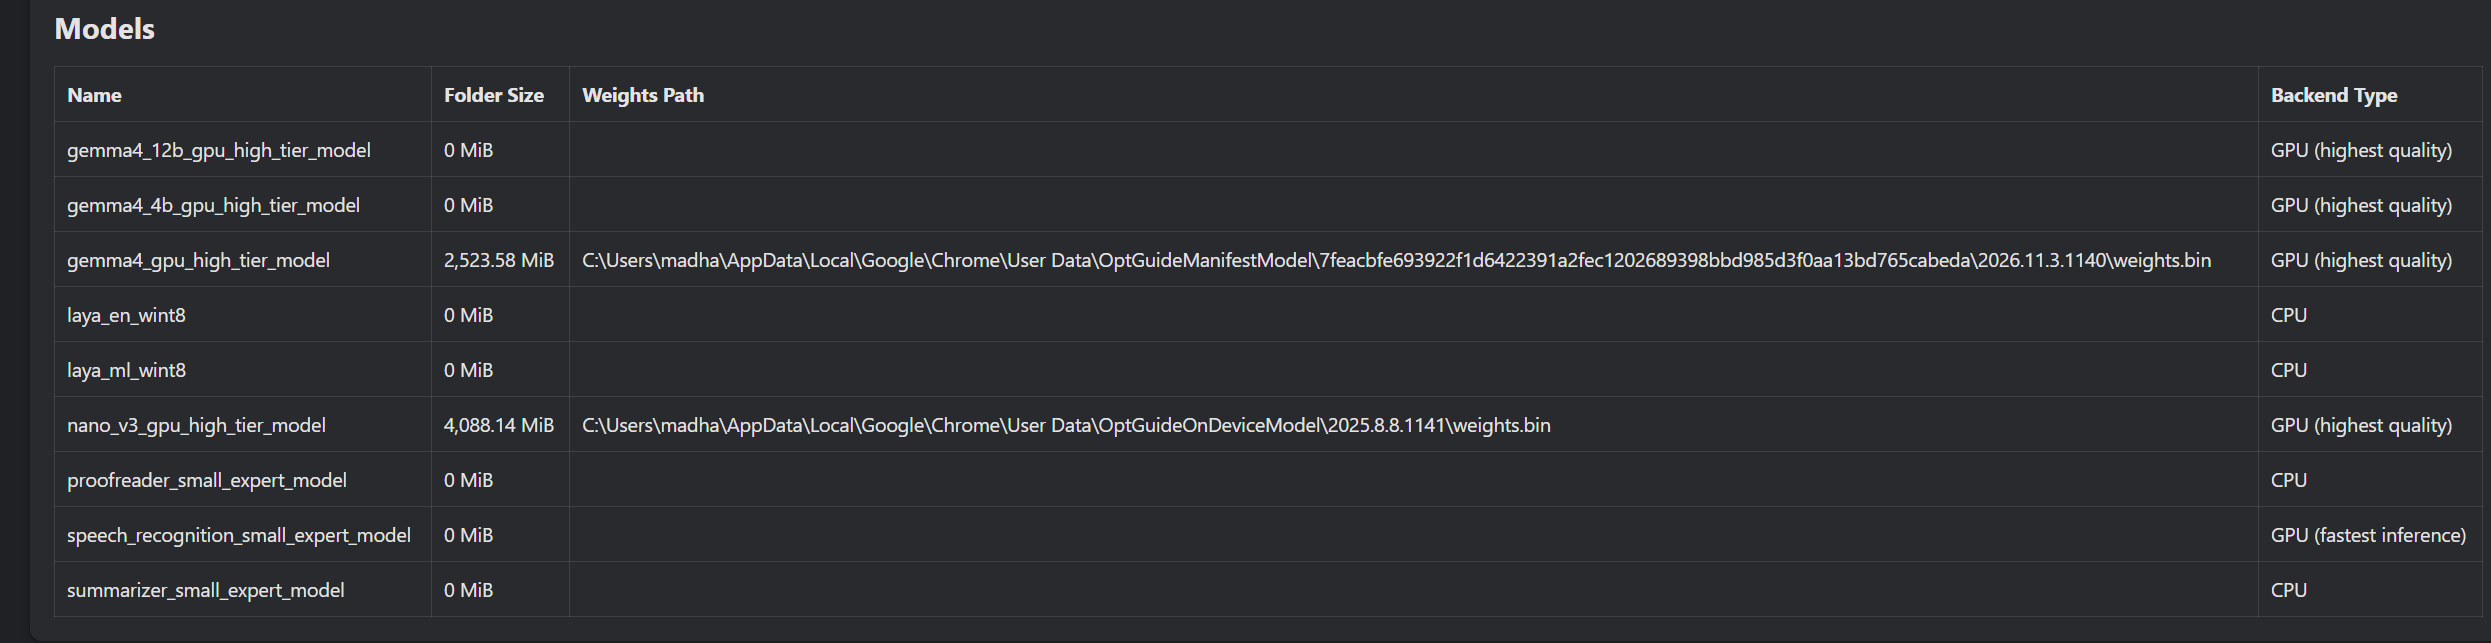 Models
Name Folder Size Weights Path Backend Type
gemma4_12b_gpu_high_tier_model 0 MiB GPU (highest quality)
gemma4_4b_gpu_high_tier_model 0 MiB GPU (highest quality)
gemma4_gpu_high_tier_model 2,523.58 MiB C:\Users\madha\AppData\Local\Google\Chrome\User Data\OptGuideManifestModel\7feacbfe693922f1d6422391a2fec1202689398bbd985d3f0aa13bd765cabeda\2026.11.3.1140\weights.bin GPU (highest quality)
laya_en_wint8 0 MiB CPU
laya_ml_wint8 0 MiB CPU
nano_v3_gpu_high_tier_model 4,088.14 MiB C:\Users\madha\AppData\Local\Google\Chrome\User Data\OptGuideOnDeviceModel\2025.8.8.1141\weights.bin GPU (highest quality)
proofreader_small_expert_model 0 MiB CPU
speech_recognition_small_expert_model 0 MiB GPU (fastest inference)
summarizer_small_expert_model 0 MiB CPU